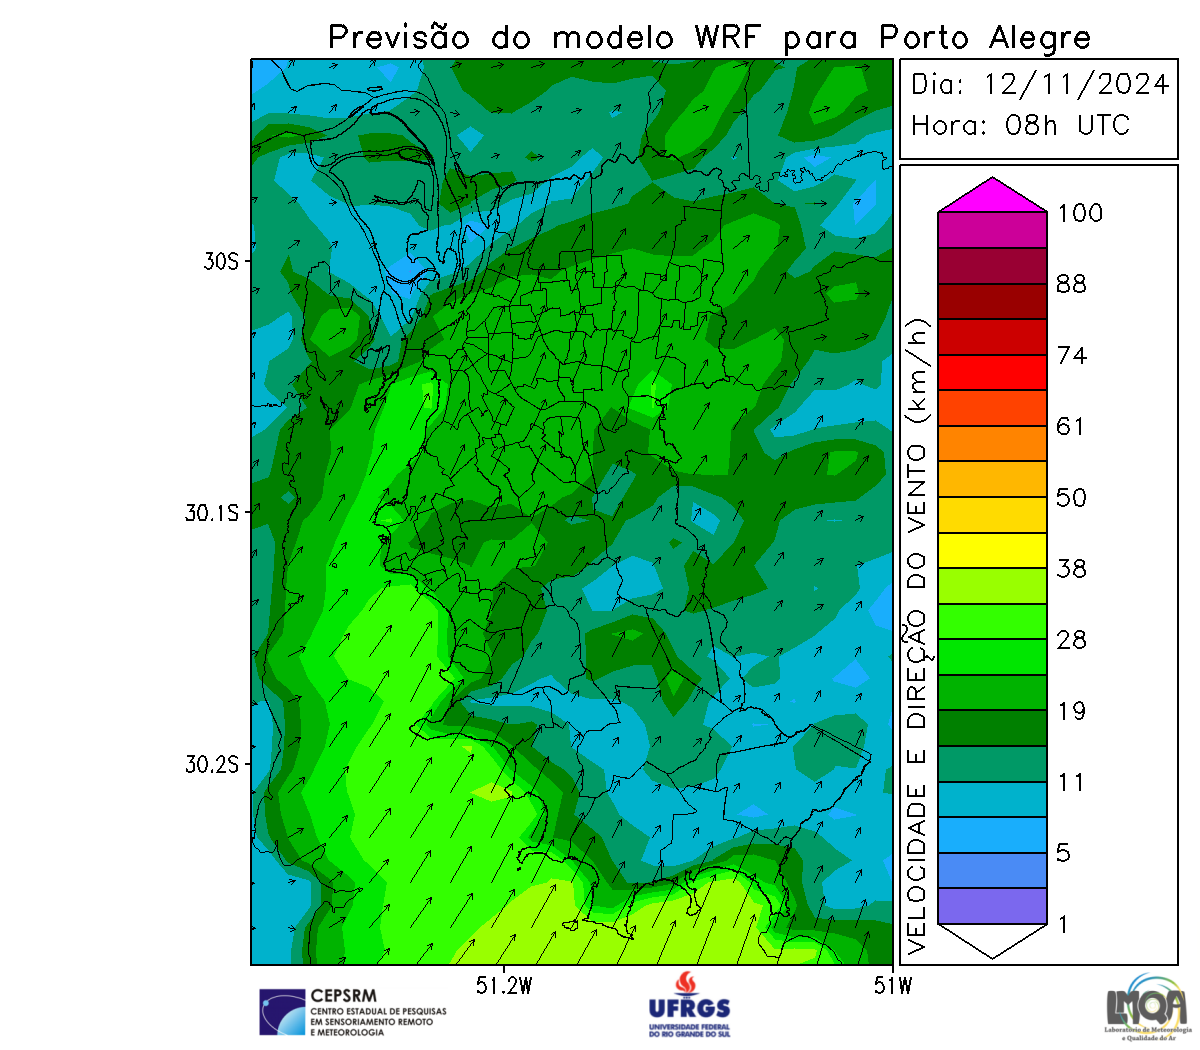 Previsão do modelo WRF para Porto Alegre
Dia: 12/11/2024
Hora: 08h UTC
30S
30.1S
30.2S
51.2W
51W
VELOCIDADE E DIREÇÃO DO VENTO (km/h)
100
88
74
61
50
38
28
19
11
5
1
CEPSRM
CENTRO ESTADUAL DE PESQUISAS
EM SENSORIAMENTO REMOTO
E METEOROLOGIA
UFRGS
UNIVERSIDADE FEDERAL
DO RIO GRANDE DO SUL
LMQA
Laboratório de Meteorologia
e Qualidade do Ar